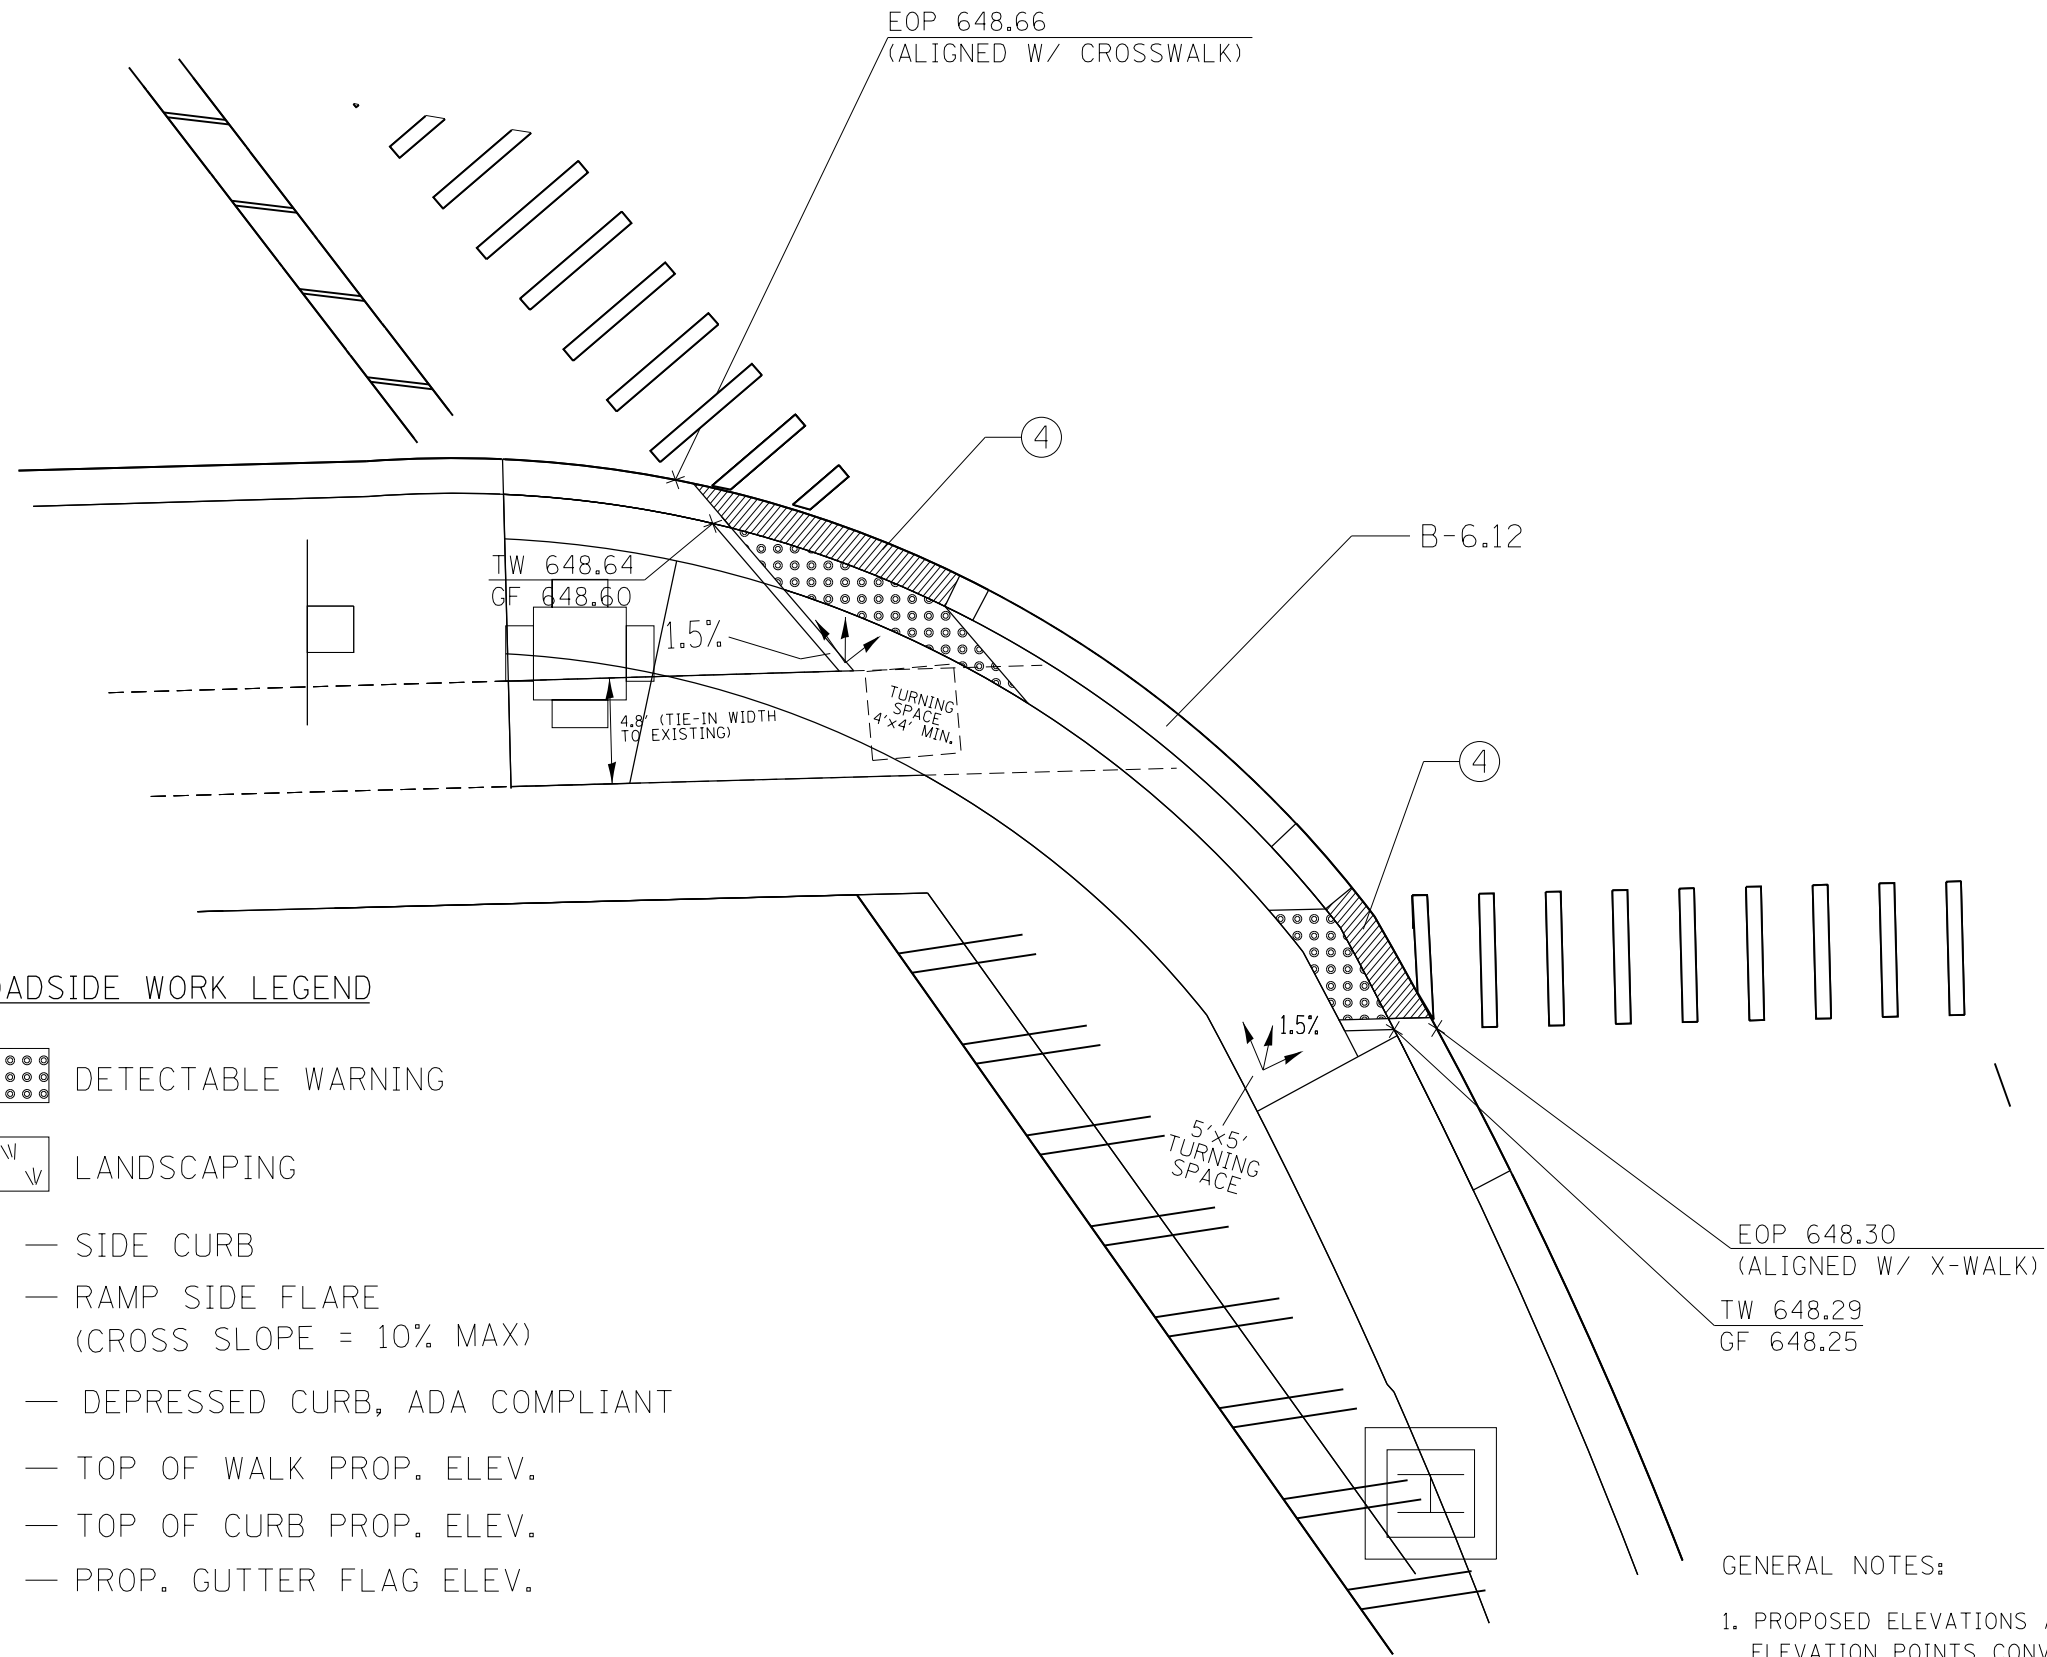 EOP 648.66
(ALIGNED W/ CROSSWALK)
4
B-6.12
TW 648.64
GF 648.60
1.5%
TURNING
SPACE
4'x4' MIN.
4.8' (TIE-IN WIDTH
TO EXISTING)
4
1.5%
5'x5'
TURNING
SPACE
EOP 648.30
(ALIGNED W/ X-WALK)
TW 648.29
GF 648.25
WORK LEGEND
DETECTABLE WARNING
LANDSCAPING
— SIDE CURB
— RAMP SIDE FLARE
(CROSS SLOPE = 10% MAX)
— DEPRESSED CURB, ADA COMPLIANT
— TOP OF WALK PROP. ELEV.
— TOP OF CURB PROP. ELEV.
— PROP. GUTTER FLAG ELEV.
GENERAL NOTES:
1. PROPOSED ELEVATIONS
ELEVATION POINTS